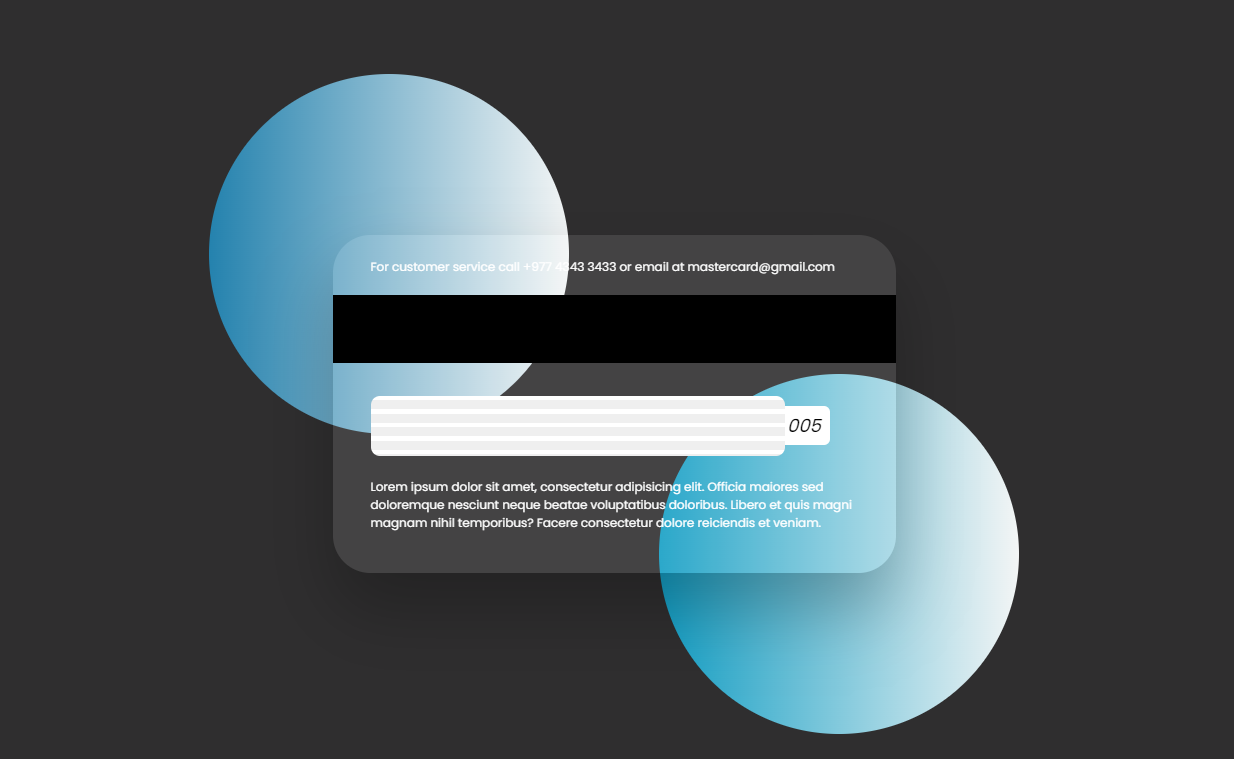 For customer service call +977 4343 3433 or email at mastercard@gmail.com
005
Lorem ipsum dolor sit amet, consectetur adipisicing elit. Officia maiores sed
doloremque nesciunt neque beatae voluptatibus doloribus. Libero et quis magni
magnam nihil temporibus? Facere consectetur dolore reiciendis et veniam.